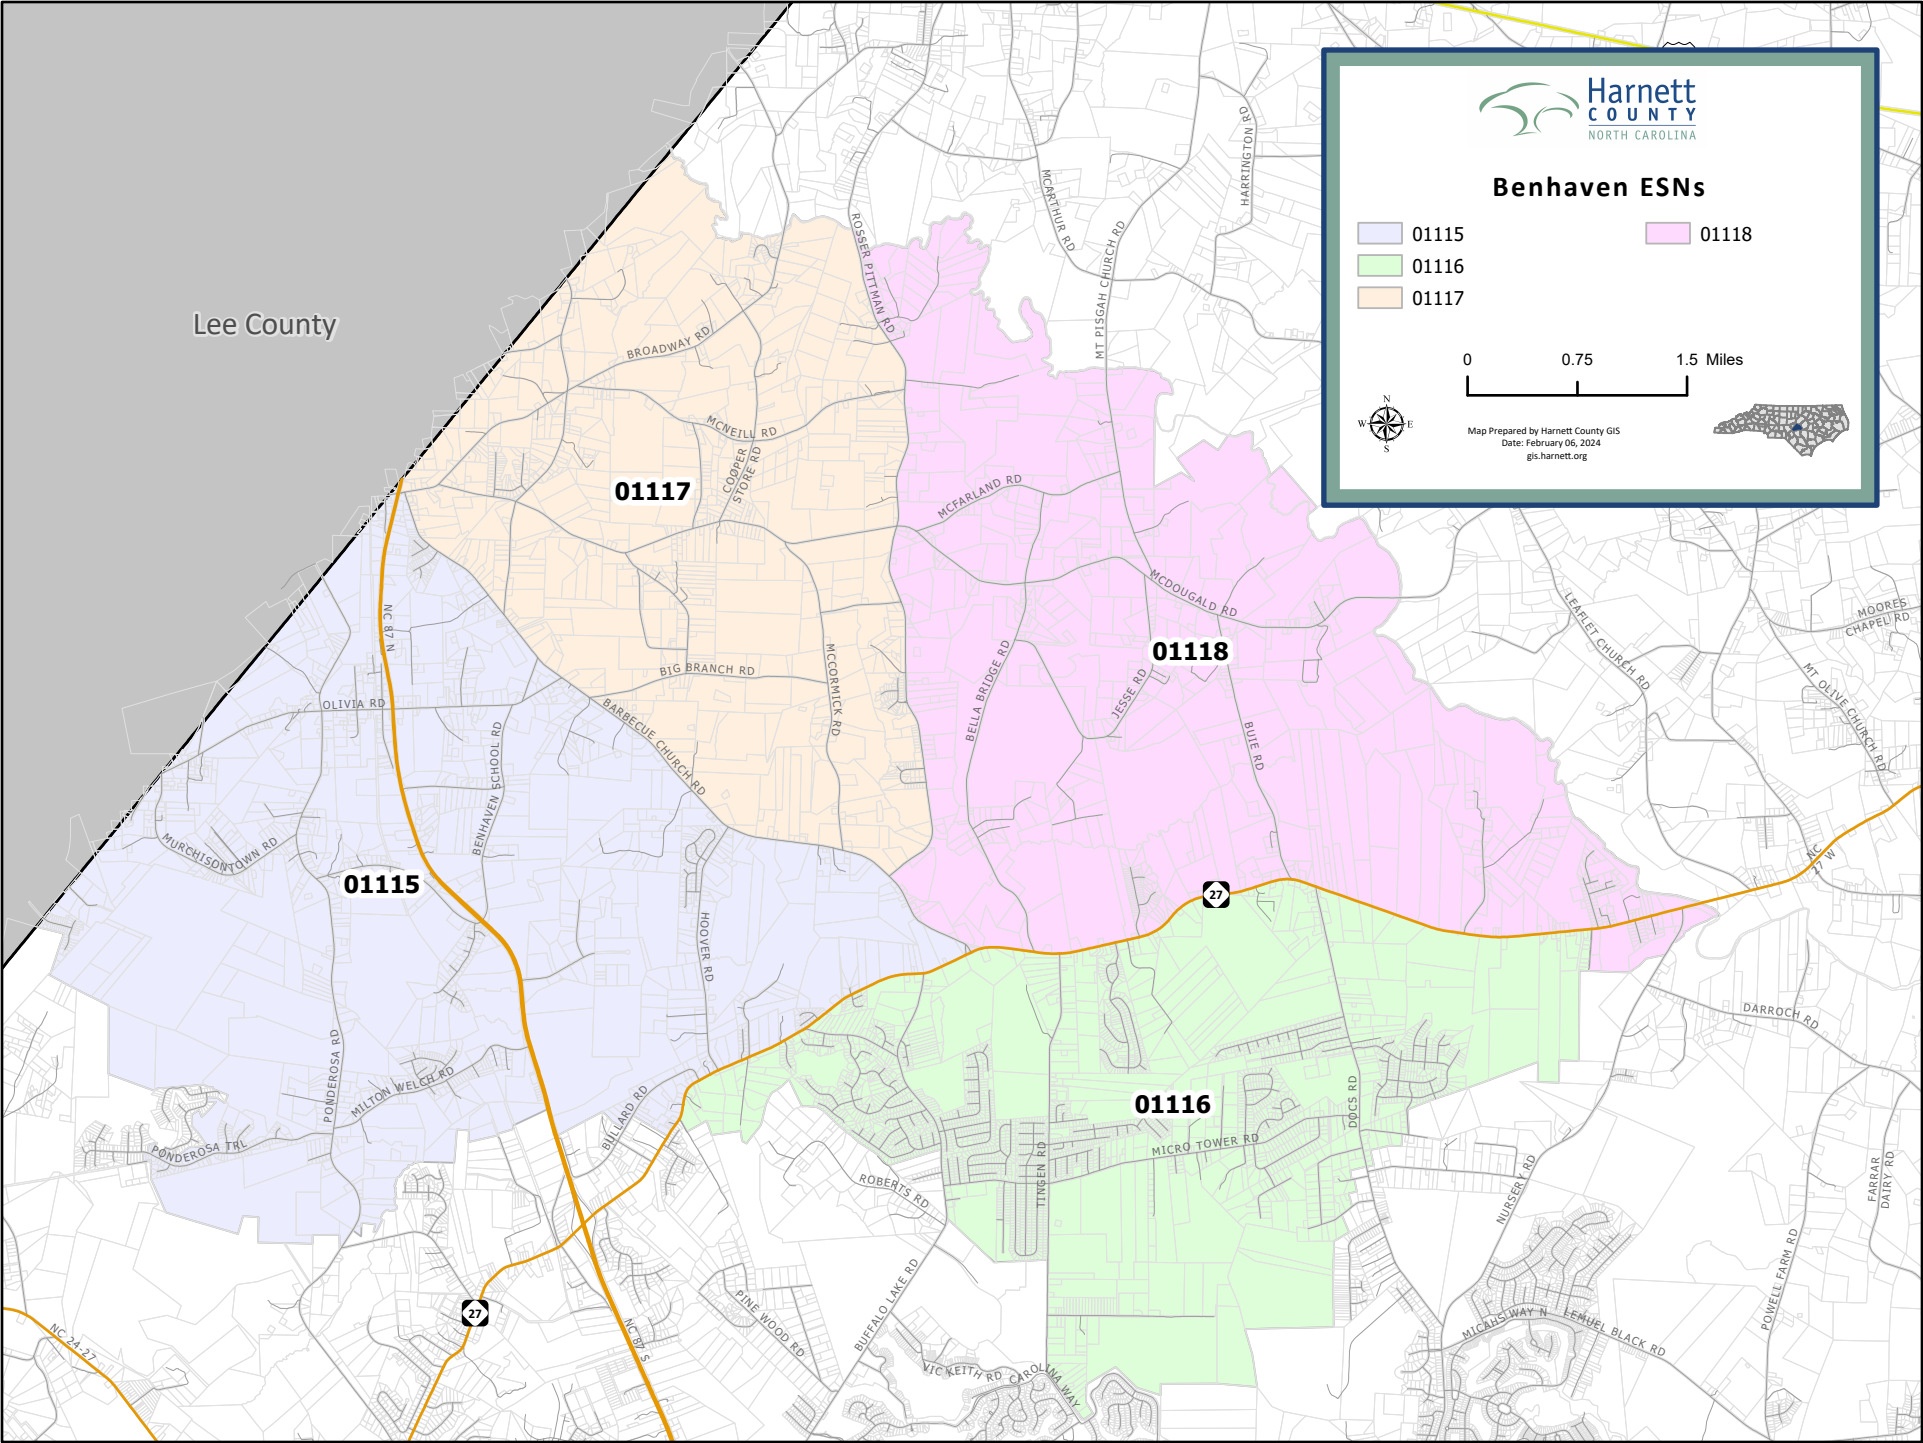 Harnett
COUNTY
NORTH CAROLINA
Benhaven ESNs
01115
01118
01116
01117
0
0.75
1.5 Miles
N
W
E
S
Map Prepared by Harnett County GIS
Date: February 06, 2024
gis.harnett.org
Lee County
HARRINGTON RD
MCARTHUR RD
MT PISGAH CHURCH RD
ROSSER PITTMAN RD
BROADWAY RD
MCNEILL RD
COOPER
STORE RD
01117
MCFARLAND RD
MCDOUGALD RD
NC 87 N
LEAFLET CHURCH RD
MOORES
CHAPEL RD
01118
BIG BRANCH RD
MCCORMICK RD
BELLA BRIDGE RD
JESSE RD
BUIE RD
MT OLIVE CHURCH RD
OLIVIA RD
BARBECUE CHURCH RD
BENHAVEN SCHOOL RD
MURCHISONTOWN RD
01115
27
NC
27 W
HOOVER RD
DARROCH RD
PONDEROSA RD
MILTON WELCH RD
BULLARD RD
01116
DOCS RD
MICRO TOWER RD
PONDEROSA TRL
TINGEN RD
ROBERTS RD
NURSERY RD
FARRAR
DAIRY RD
POWELL FARM RD
BUFFALO LAKE RD
PINE WOOD RD
27
NC 24-27
NC 87 S
MICAHS WAY N
LEMUEL BLACK RD
VIC KEITH RD
CAROLINA WAY